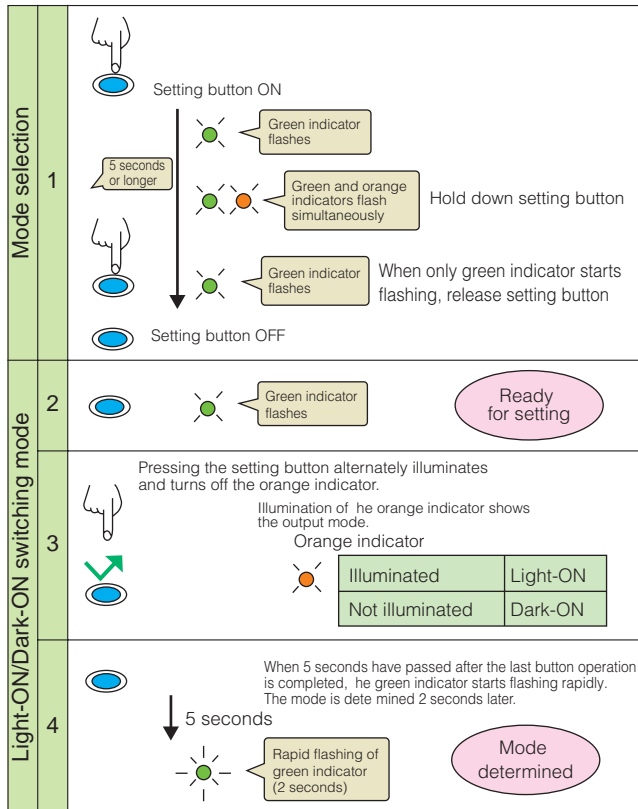 Mode selection
1
Setting button ON
Green indicator
flashes
5 seconds
or longer
Green and orange
indicators flash
simultaneously
Hold down setting button
Green indicator
flashes
When only green indicator starts
flashing, release setting button
Setting button OFF
Light-ON/Dark-ON switching mode
2
Green indicator
flashes
Ready
for setting
3
Pressing the setting button alternately illuminates
and turns off the orange indicator.
Illumination of he orange indicator shows
the output mode.
Orange indicator
Illuminated Light-ON
Not illuminated Dark-ON
4
When 5 seconds have passed after the last button operation
is completed, he green indicator starts flashing rapidly.
The mode is dete mined 2 seconds later.
5 seconds
Rapid flashing of
green indicator
(2 seconds)
Mode
determined